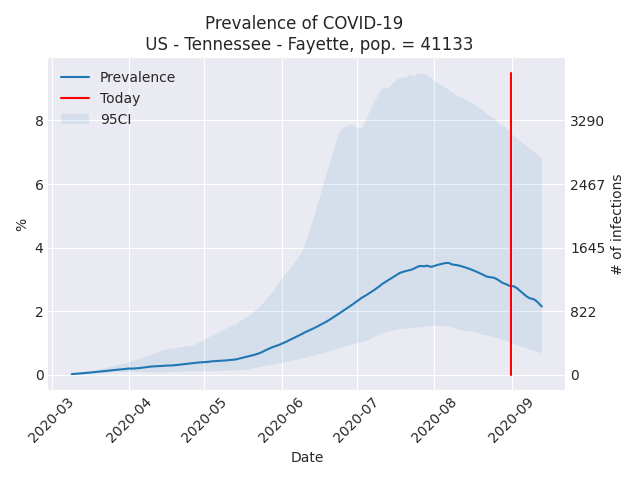 Prevalence of COVID-19
US - Tennessee - Fayette, pop. = 41133
Prevalence
Today
95CI
8
6
4
2
0
%
3290
2467
1645
822
0
# of infections
2020-03
2020-04
2020-05
2020-06
2020-07
2020-08
2020-09
Date